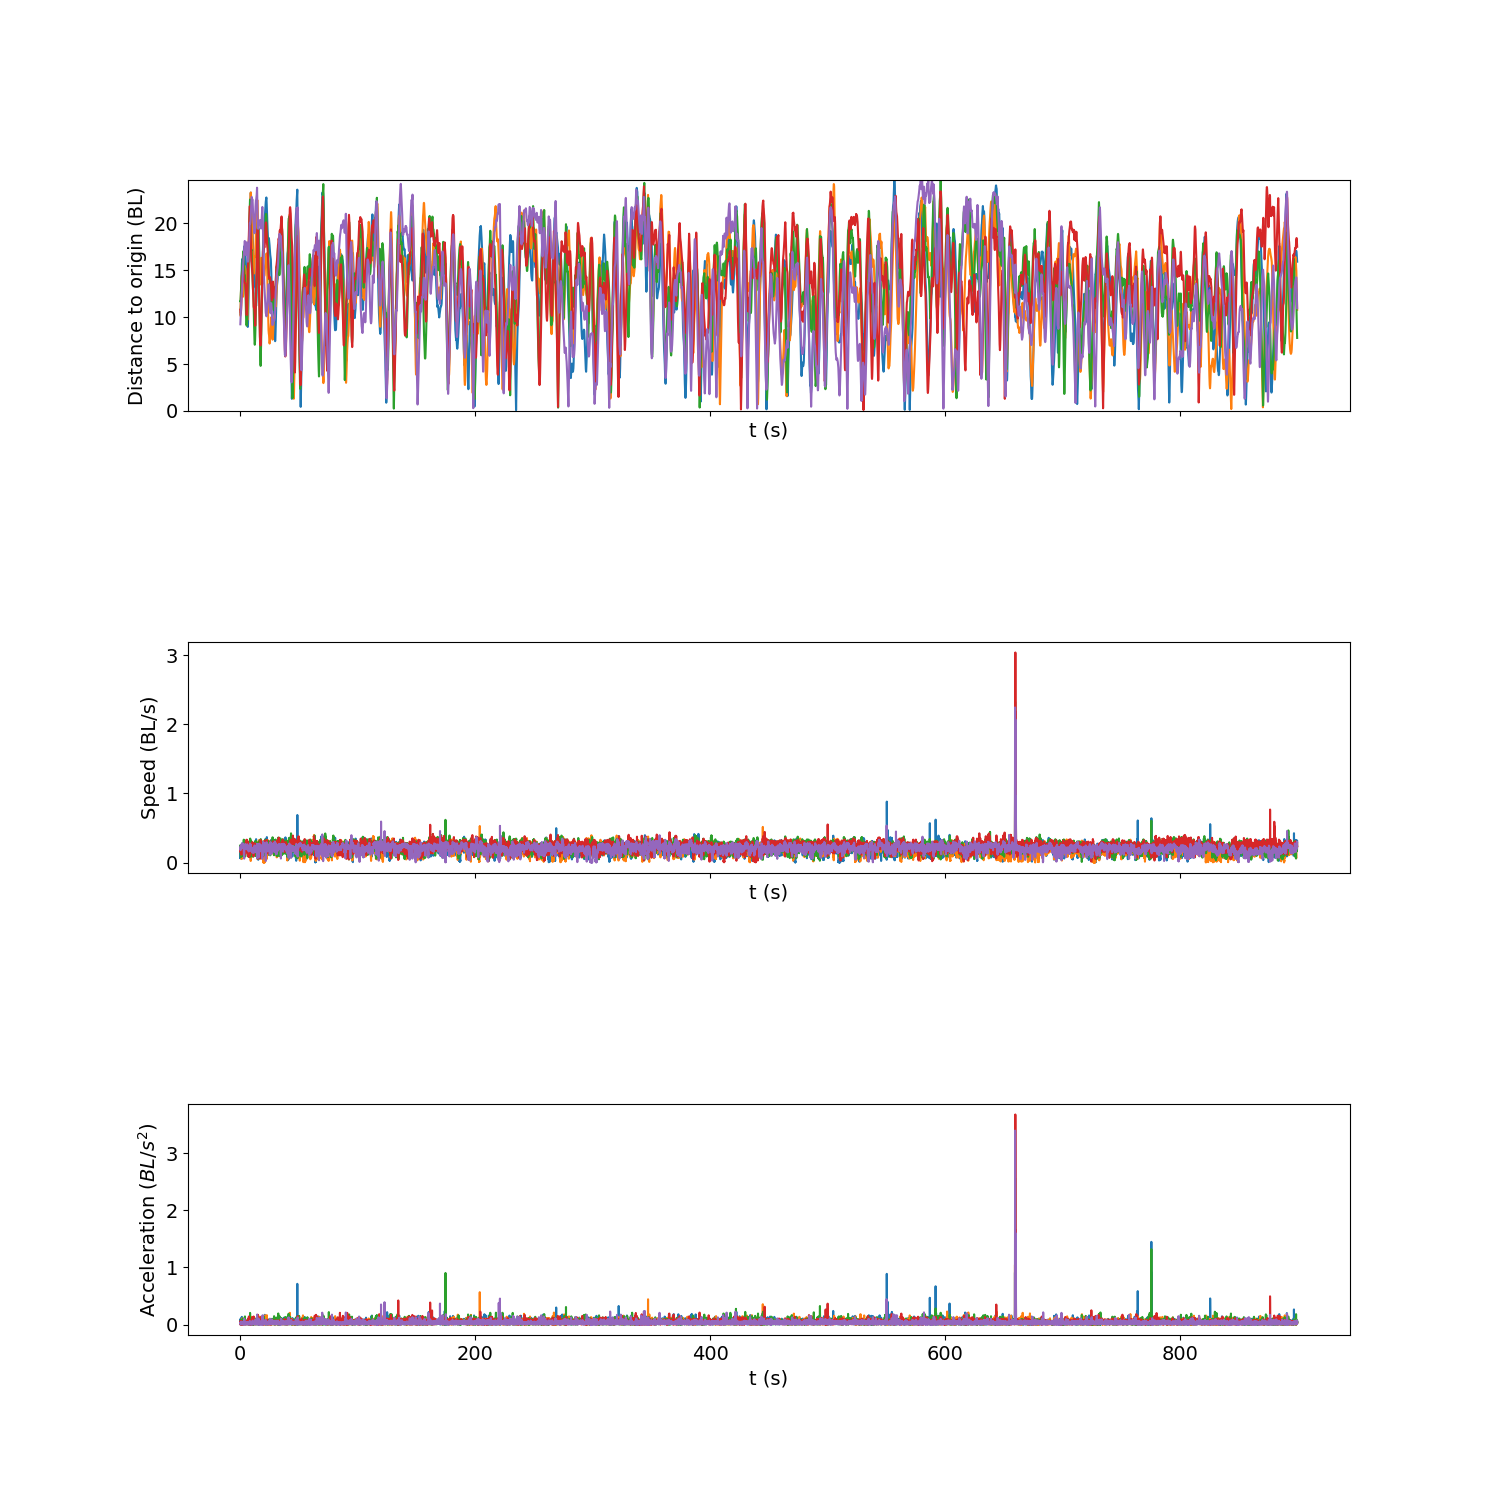 Distance to origin (BL)
20
15
10
5
0
t (s)
Speed (BL/s)
3
2
1
0
t (s)
Acceleration (BL/s²)
3
2
1
0
0 200 400 600 800
t (s)